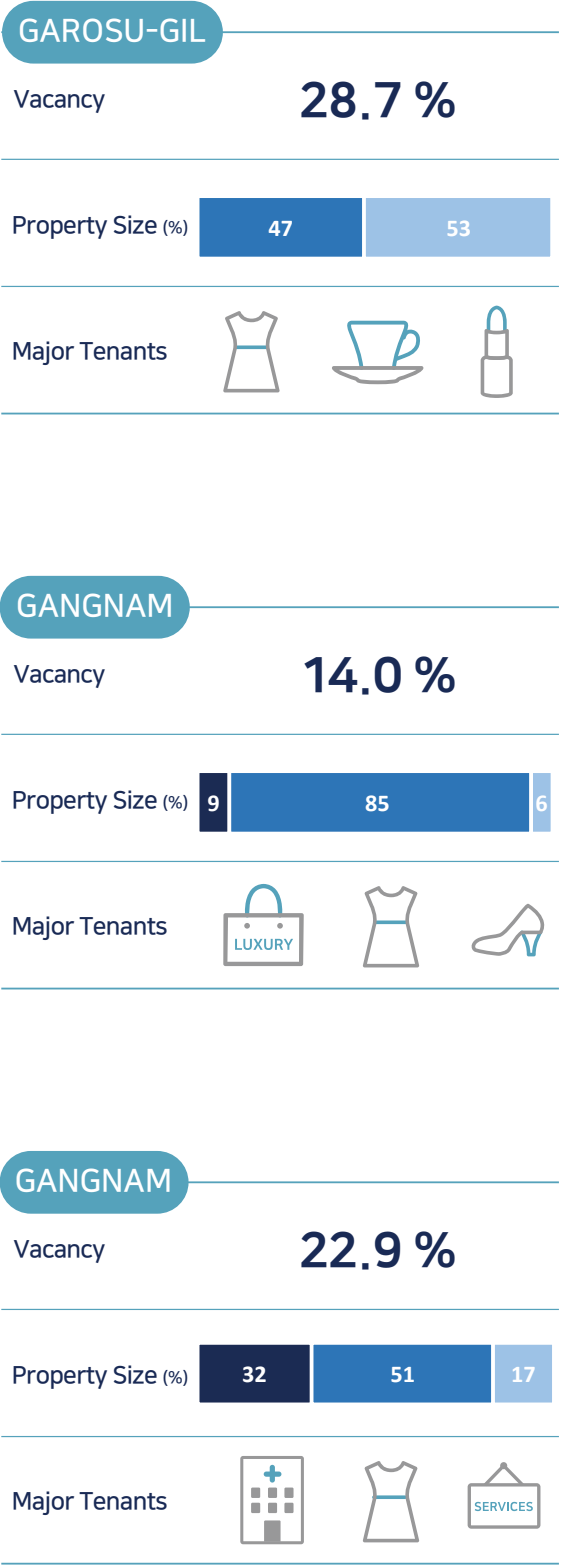 GAROSU-GIL
Vacancy 28.7 %
Property Size (%) 47 53
Major Tenants
GANGNAM
Vacancy 14.0 %
Property Size (%) 9 85 6
Major Tenants LUXURY
GANGNAM
Vacancy 22.9 %
Property Size (%) 32 51 17
Major Tenants SERVICES